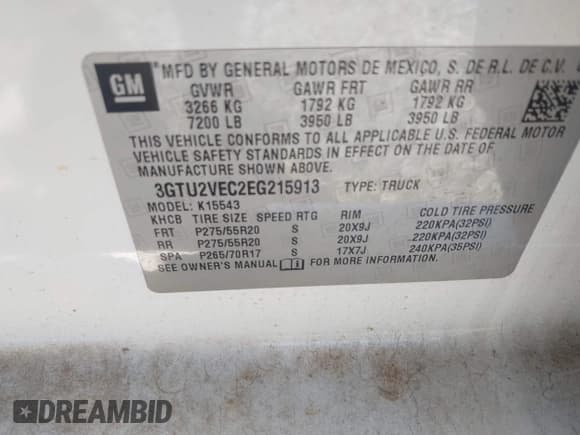 GM
MFD BY GENERAL MOTORS DE MEXICO, S. DE R.L. DE C.V.
GVWR GAWR FRT GAWR RR
3266 KG 1792 KG 1792 KG
7200 LB 3950 LB 3950 LB
THIS VEHICLE CONFORMS TO ALL APPLICABLE U.S. FEDERAL MOTOR
VEHICLE SAFETY STANDARDS IN EFFECT ON THE DATE OF
MANUFACTURE SHOWN ABOVE.
3GTU2VEC2EG215913 TYPE: TRUCK
MODEL: K15543
KHCB TIRE SIZE SPEED RTG RIM COLD TIRE PRESSURE
FRT P275/55R20 S 20X9J 220KPA(32PSI)
RR P275/55R20 S 20X9J 220KPA(32PSI)
SPA P265/70R17 S 17X7J 240KPA(35PSI)
SEE OWNER'S MANUAL FOR MORE INFORMATION.
DREAMBID